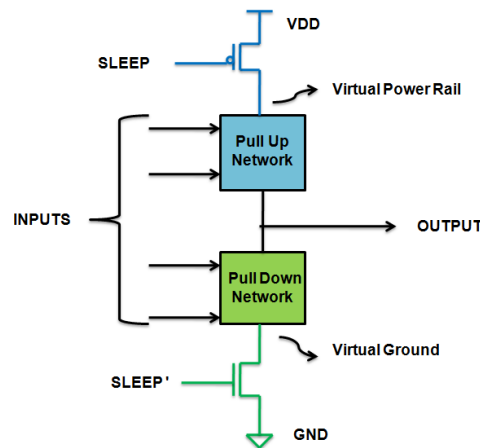 VDD
SLEEP
Virtual Power Rail
Pull Up
Network
INPUTS
OUTPUT
Pull Down
Network
Virtual Ground
SLEEP'
GND